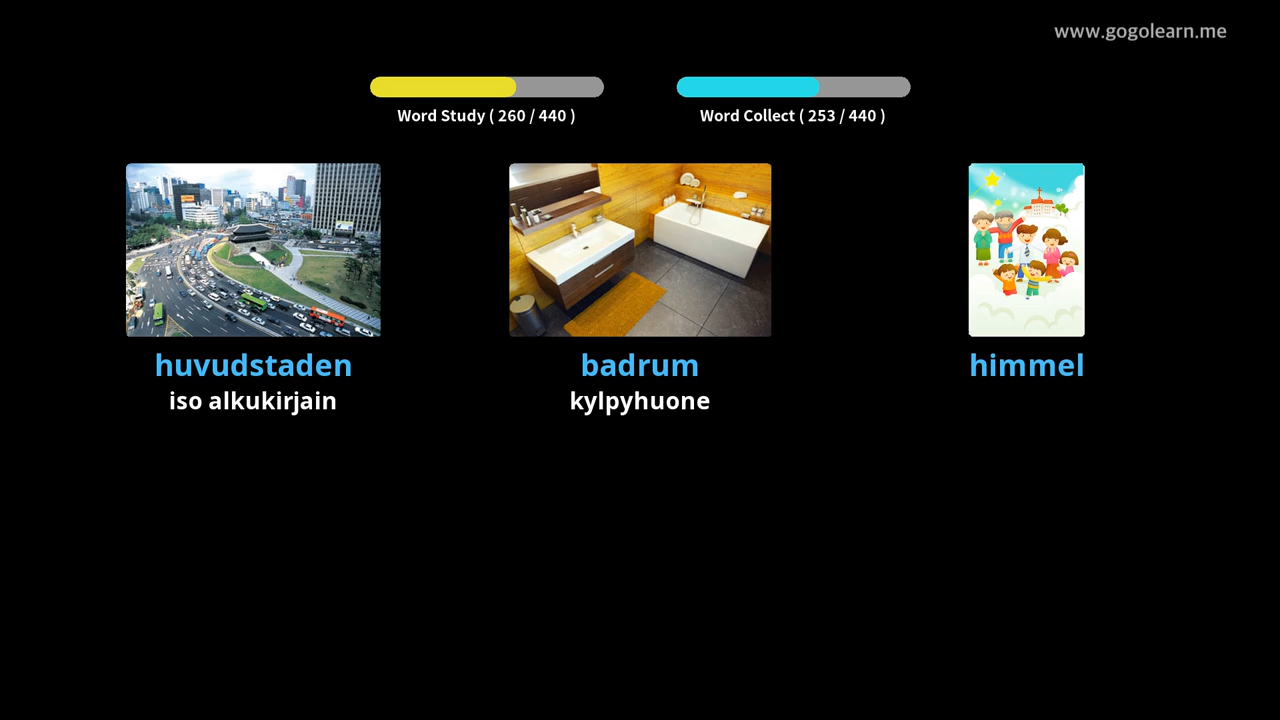 www.gogolearn.me
Word Study ( 260 / 440 )
Word Collect ( 253 / 440 )
huvudstaden
iso alkukirjain
badrum
kylpyhuone
himmel